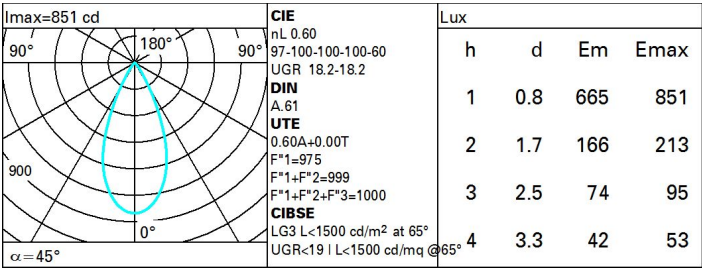 Imax=851 cd
90° 180° 90°
900
0°
α=45°
CIE
nL 0.60
97-100-100-100-60
UGR 18.2-18.2
DIN
A.61
UTE
0.60A+0.00T
F"1=975
F"1+F"2=999
F"1+F"2+F"3=1000
CIBSE
LG3 L<1500 cd/m² at 65°
UGR<19 | L<1500 cd/mq @65°
Lux
h d Em Emax
1 0.8 665 851
2 1.7 166 213
3 2.5 74 95
4 3.3 42 53